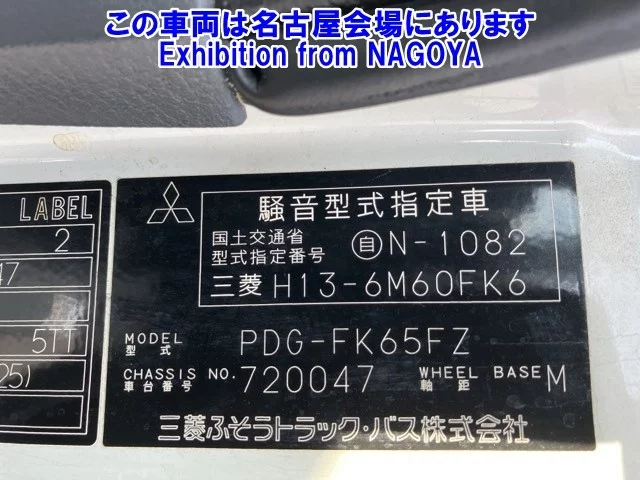 この車両は名古屋会場にあります
Exhibition from NAGOYA
LABEL
2
47
5TT
25)
騒音型式指定車
国土交通省
型式指定番号 自 N-1082
三菱 H13-6M60FK6
MODEL
型式 PDG-FK65FZ
CHASSIS NO.
車台番号 720047
WHEEL BASE
軸距 M
三菱ふそうトラック・バス株式会社